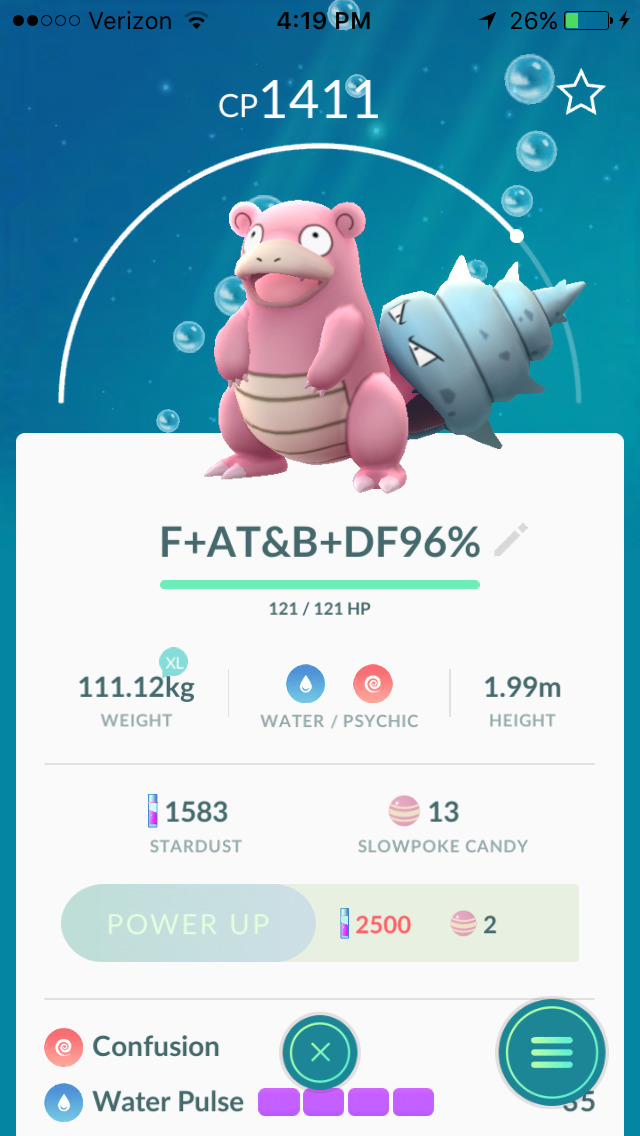 Verizon 4:19 PM 26%
CP1411
F+AT&B+DF96%
121 / 121 HP
XL
111.12kg 1.99m
WEIGHT WATER / PSYCHIC HEIGHT
1583 13
STARDUST SLOWPOKE CANDY
POWER UP 2500 2
Confusion
Water Pulse